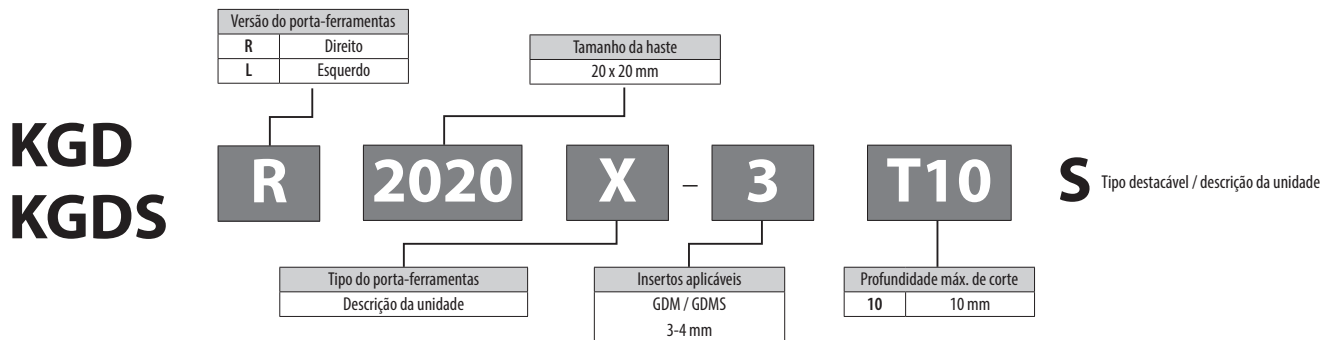 Versão do porta-ferramentas
R Direito
L Esquerdo
Tamanho da haste
20 x 20 mm
KGD
KGDS
R 2020 X – 3 T10 S Tipo destacável / descrição da unidade
Tipo do porta-ferramentas
Descrição da unidade
Insertos aplicáveis
GDM / GDMS
3-4 mm
Profundidade máx. de corte
10 10 mm